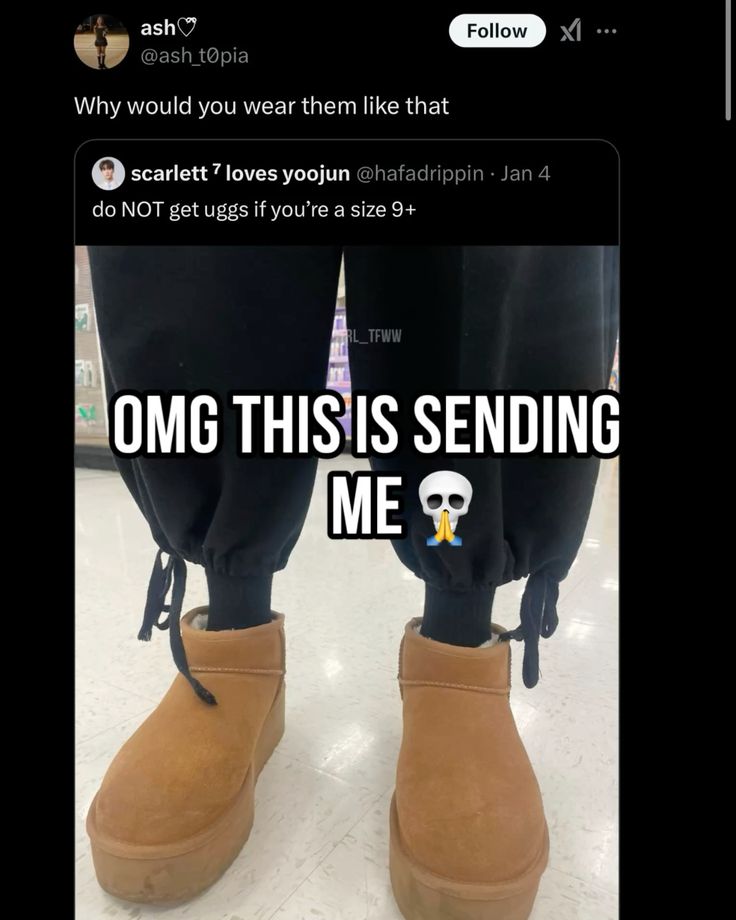 ash♡
Follow
@ash_t0pia
Why would you wear them like that
scarlett ⁷ loves yoojun @hafadrippin · Jan 4
do NOT get uggs if you're a size 9+
RL_TFWW
OMG THIS IS SENDING
ME 💀🙏